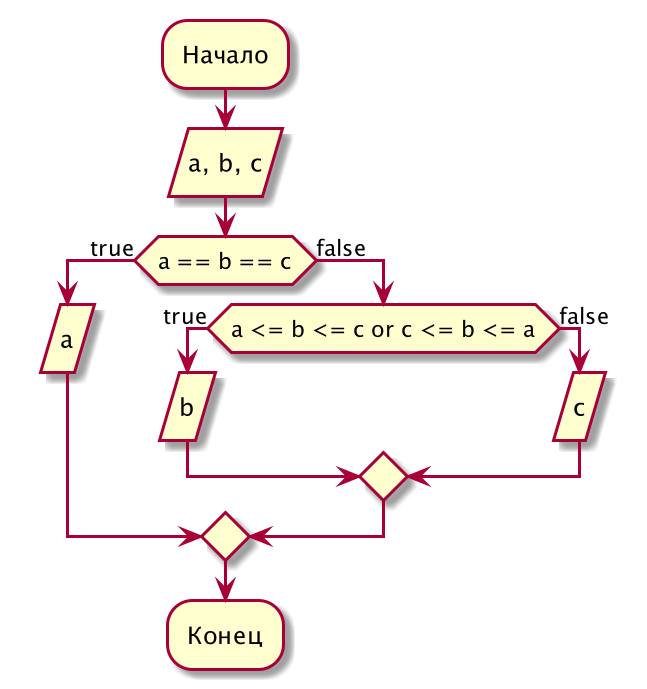 Начало
a, b, c
true
a == b == c
false
a
true
a <= b <= c or c <= b <= a
false
b
c
Конец